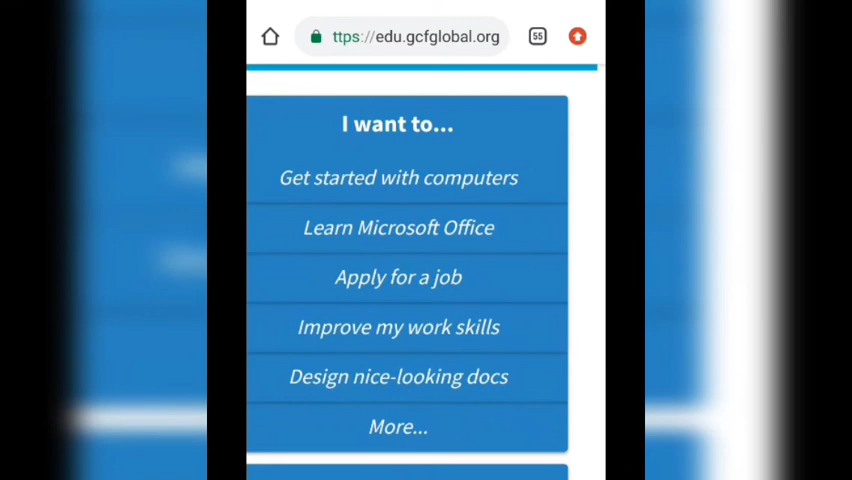 ttps://edu.gcfglobal.org
55
I want to...
Get started with computers
Learn Microsoft Office
Apply for a job
Improve my work skills
Design nice-looking docs
More...